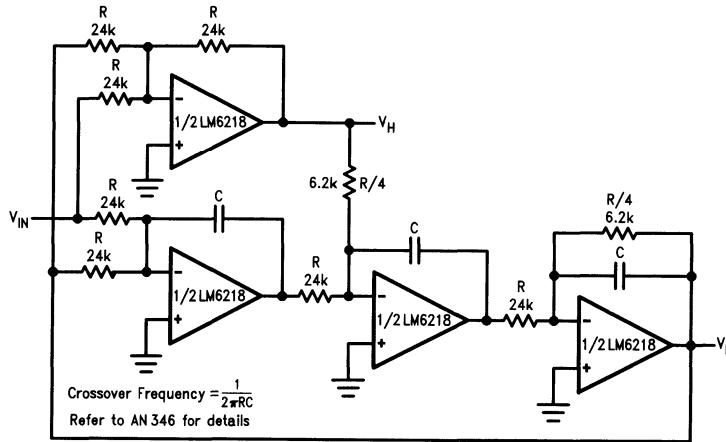 R
24k
R
24k
R
24k
−
1/2 LM6218
+
V_H
6.2k
R/4
V_IN
R
24k
C
R
24k
−
1/2 LM6218
+
R
24k
C
−
1/2 LM6218
+
R
24k
R/4
6.2k
C
−
1/2 LM6218
+
Crossover Frequency = 1/2πRC
Refer to AN 346 for details